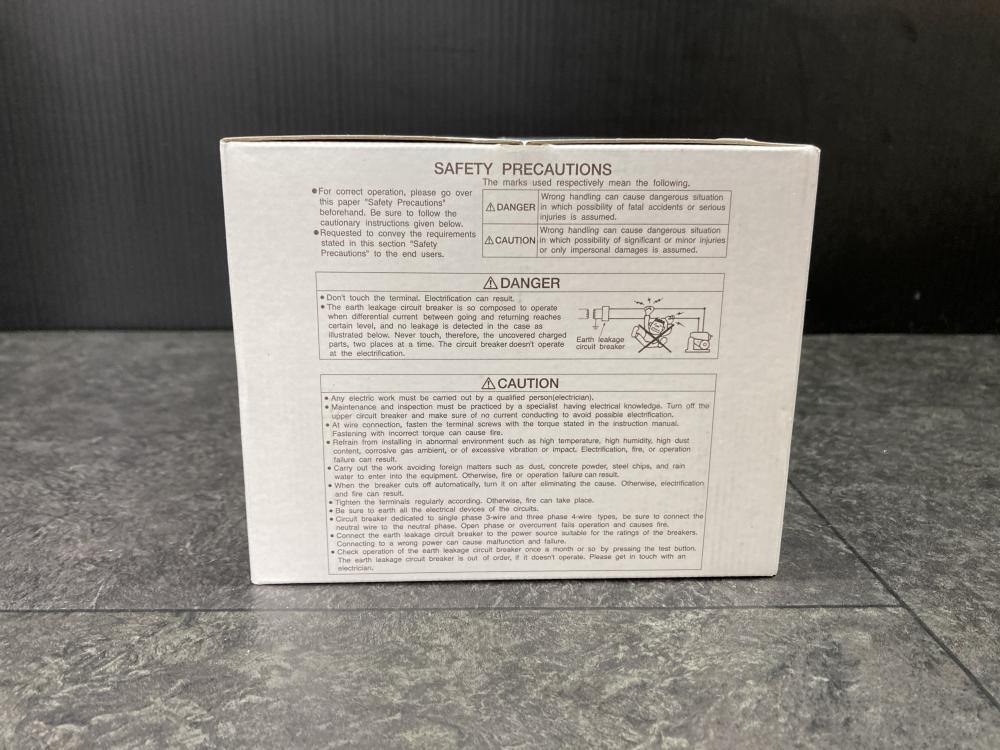 SAFETY PRECAUTIONS
The marks used respectively mean the following.
●For correct operation, please go over
this paper "Safety Precautions"
beforehand. Be sure to follow the
cautionary instructions given below.
●Requested to convey the requirements
stated in this section "Safety
Precautions" to the end users.
⚠DANGER
Wrong handling can cause dangerous situation
in which possibility of fatal accidents or serious
injuries is assumed.
⚠CAUTION
Wrong handling can cause dangerous situation
in which possibility of significant or minor injuries
or only impersonal damages is assumed.
⚠DANGER
● Don't touch the terminal. Electrification can result.
● The earth leakage circuit breaker is so composed to operate
when differential current between going and returning reaches
certain level, and no leakage is detected in the case as
illustrated below. Never touch, therefore, the uncovered charged
parts, two places at a time. The circuit breaker doesn't operate
at the electrification.
Earth leakage
circuit breaker
⚠CAUTION
● Any electric work must be carried out by a qualified person(electrician).
● Maintenance and inspection must be practiced by a specialist having electrical knowledge. Turn off the
upper circuit breaker and make sure of no current conducting to avoid possible electrification.
● At wire connection, fasten the terminal screws with the torque stated in the instruction manual.
Fastening with incorrect torque can cause fire.
● Refrain from installing in abnormal environment such as high temperature, high humidity, high dust
content, corrosive gas ambient, or of excessive vibration or impact. Electrification, fire, or operation
failure can result.
● Carry out the work avoiding foreign matters such as dust, concrete powder, steel chips, and rain
water to enter into the equipment. Otherwise, fire or operation failure can result.
● When the breaker cuts off automatically, turn it on after eliminating the cause. Otherwise, electrification
and fire can result.
● Tighten the terminals regularly according. Otherwise, fire can take place.
● Be sure to earth all the electrical devices of the circuits.
● Circuit breaker dedicated to single phase 3-wire and three phase 4-wire types, be sure to connect the
neutral wire to the neutral phase. Open phase or overcurrent fails operation and causes fire.
● Connect the earth leakage circuit breaker to the power source suitable for the ratings of the breakers.
Connecting to a wrong power can cause malfunction and failure.
● Check operation of the earth leakage circuit breaker once a month or so by pressing the test button.
The earth leakage circuit breaker is out of order, if it doesn't operate. Please get in touch with an
electrician.